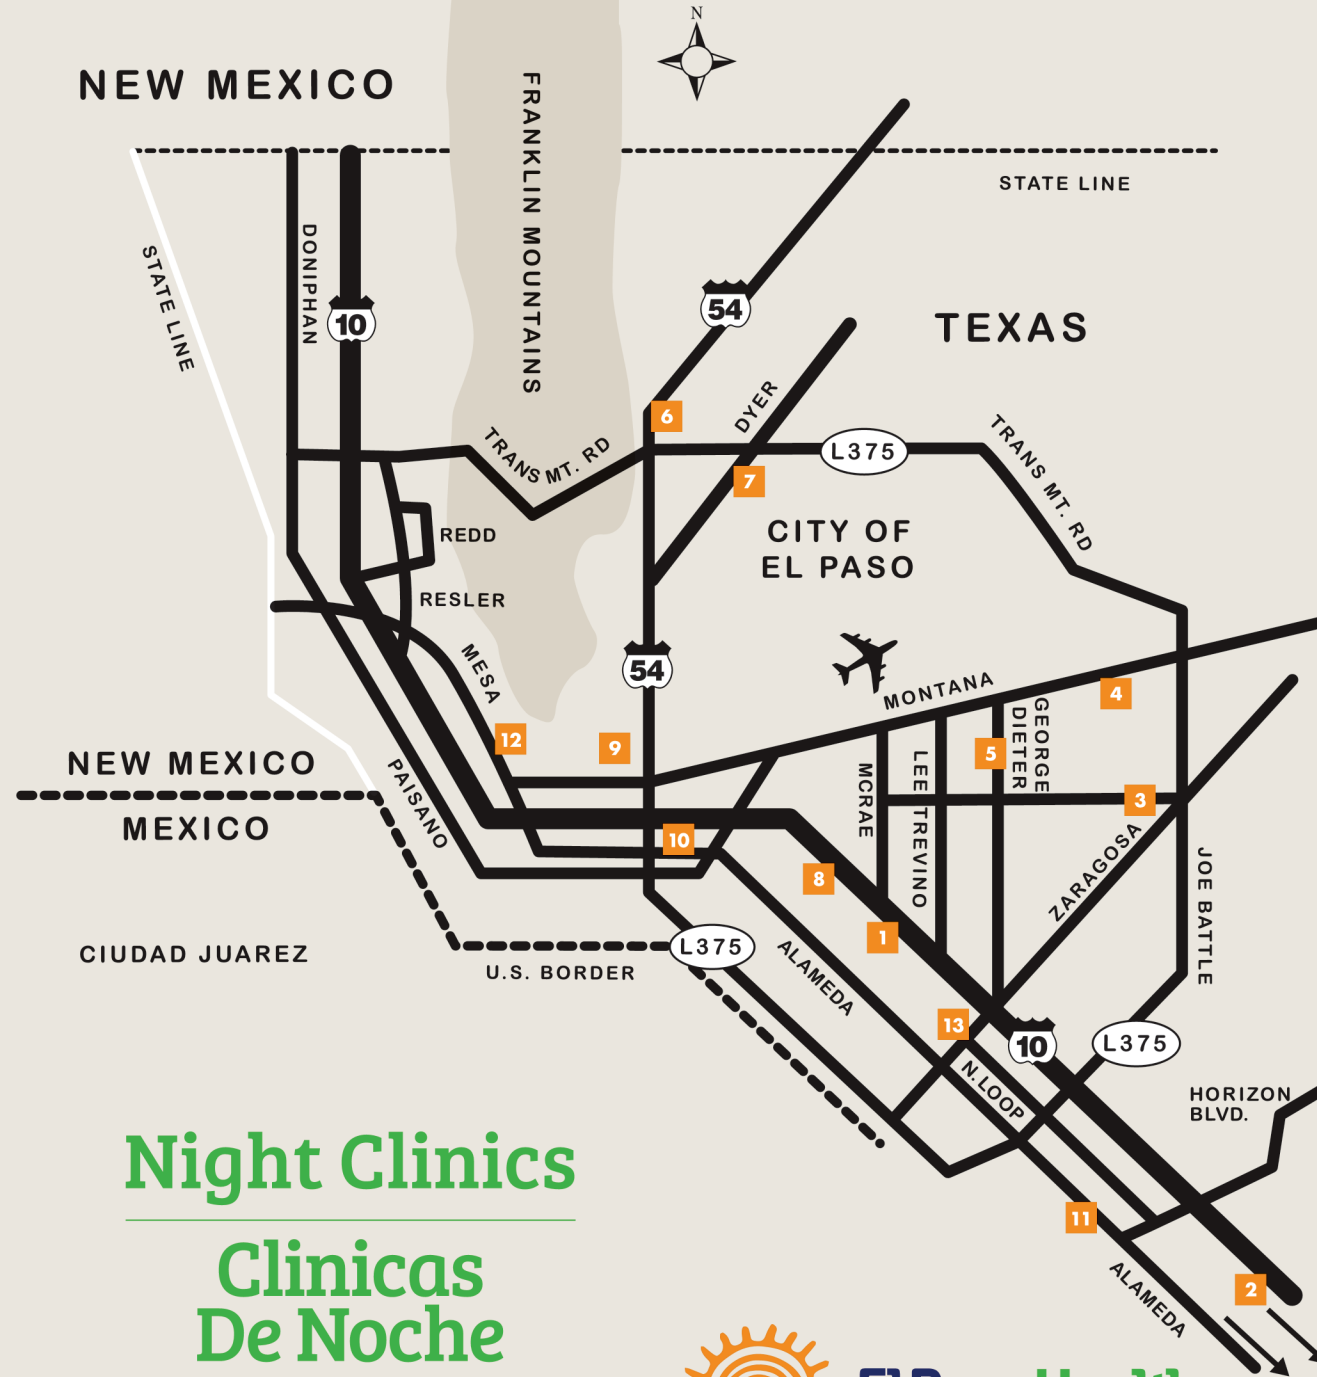 N
NEW MEXICO
FRANKLIN MOUNTAINS
STATE LINE
STATE LINE
DONIPHAN
10
54
TEXAS
DYER
6
TRANS MT. RD
L375
TRANS MT. RD
7
CITY OF
EL PASO
REDD
RESLER
MESA
54
MONTANA
4
12
9
5
GEORGE
DIETER
NEW MEXICO
MEXICO
PAISANO
MCRAE
LEE TREVINO
3
10
8
ZARAGOSA
JOE BATTLE
1
CIUDAD JUAREZ
U.S. BORDER
L375
ALAMEDA
13
10
L375
N. LOOP
HORIZON
BLVD.
Night Clinics
11
Clinicas
De Noche
2
ALAMEDA